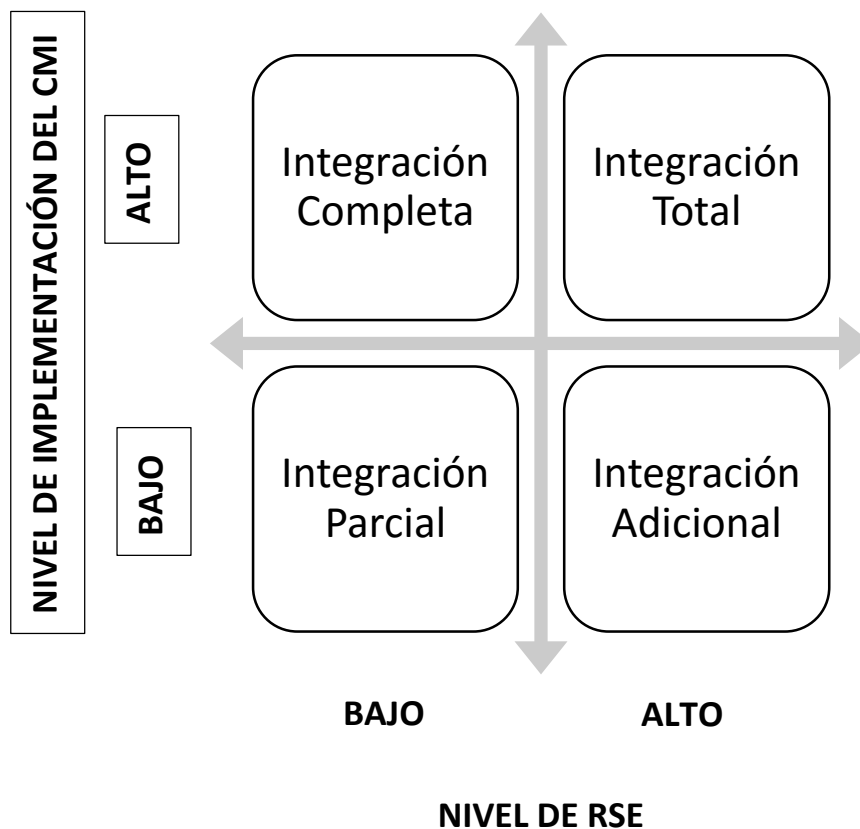 NIVEL DE IMPLEMENTACIÓN DEL CMI
ALTO
Integración
Completa
Integración
Total
BAJO
Integración
Parcial
Integración
Adicional
BAJO
ALTO
NIVEL DE RSE